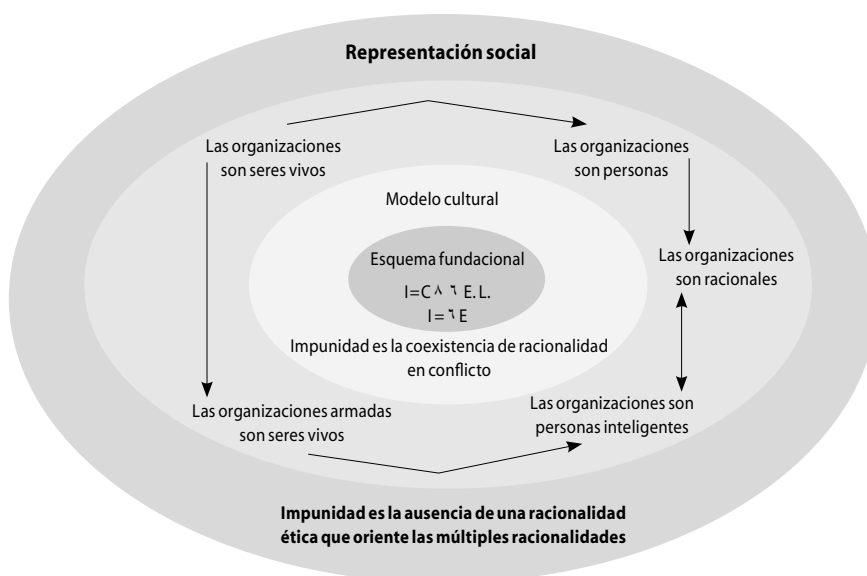 Representación social
Las organizaciones
son seres vivos
Las organizaciones
son personas
Modelo cultural
Las organizaciones
son racionales
Esquema fundacional
I=C ^ ┐ E. L.
I = ┐ E
Impunidad es la coexistencia de racionalidad
en conflicto
Las organizaciones armadas
son seres vivos
Las organizaciones son
personas inteligentes
Impunidad es la ausencia de una racionalidad
ética que oriente las múltiples racionalidades